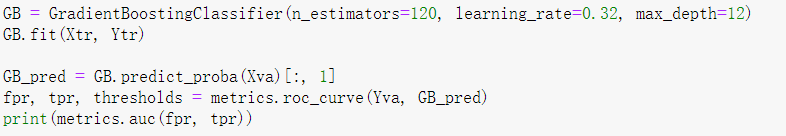 GB = GradientBoostingClassifier(n_estimators=120, learning_rate=0.32, max_depth=12)
GB.fit(Xtr, Ytr)

GB_pred = GB.predict_proba(Xva)[:, 1]
fpr, tpr, thresholds = metrics.roc_curve(Yva, GB_pred)
print(metrics.auc(fpr, tpr))